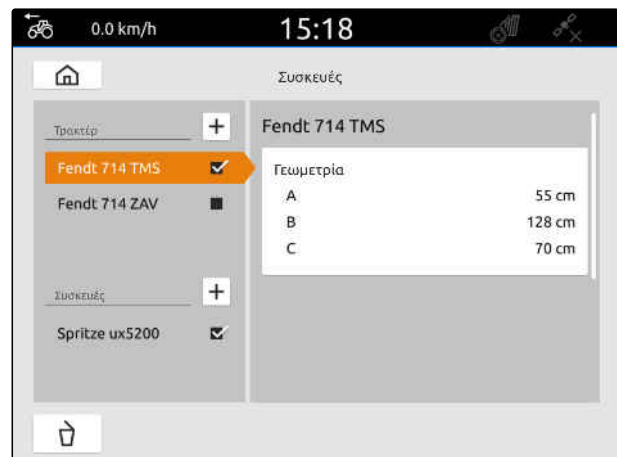 0.0 km/h
15:18
Συσκευές
Τρακτέρ
Fendt 714 TMS
Fendt 714 ZAV
Συσκευές
Spritze ux5200
Fendt 714 TMS
Γεωμετρία
A 55 cm
B 128 cm
C 70 cm